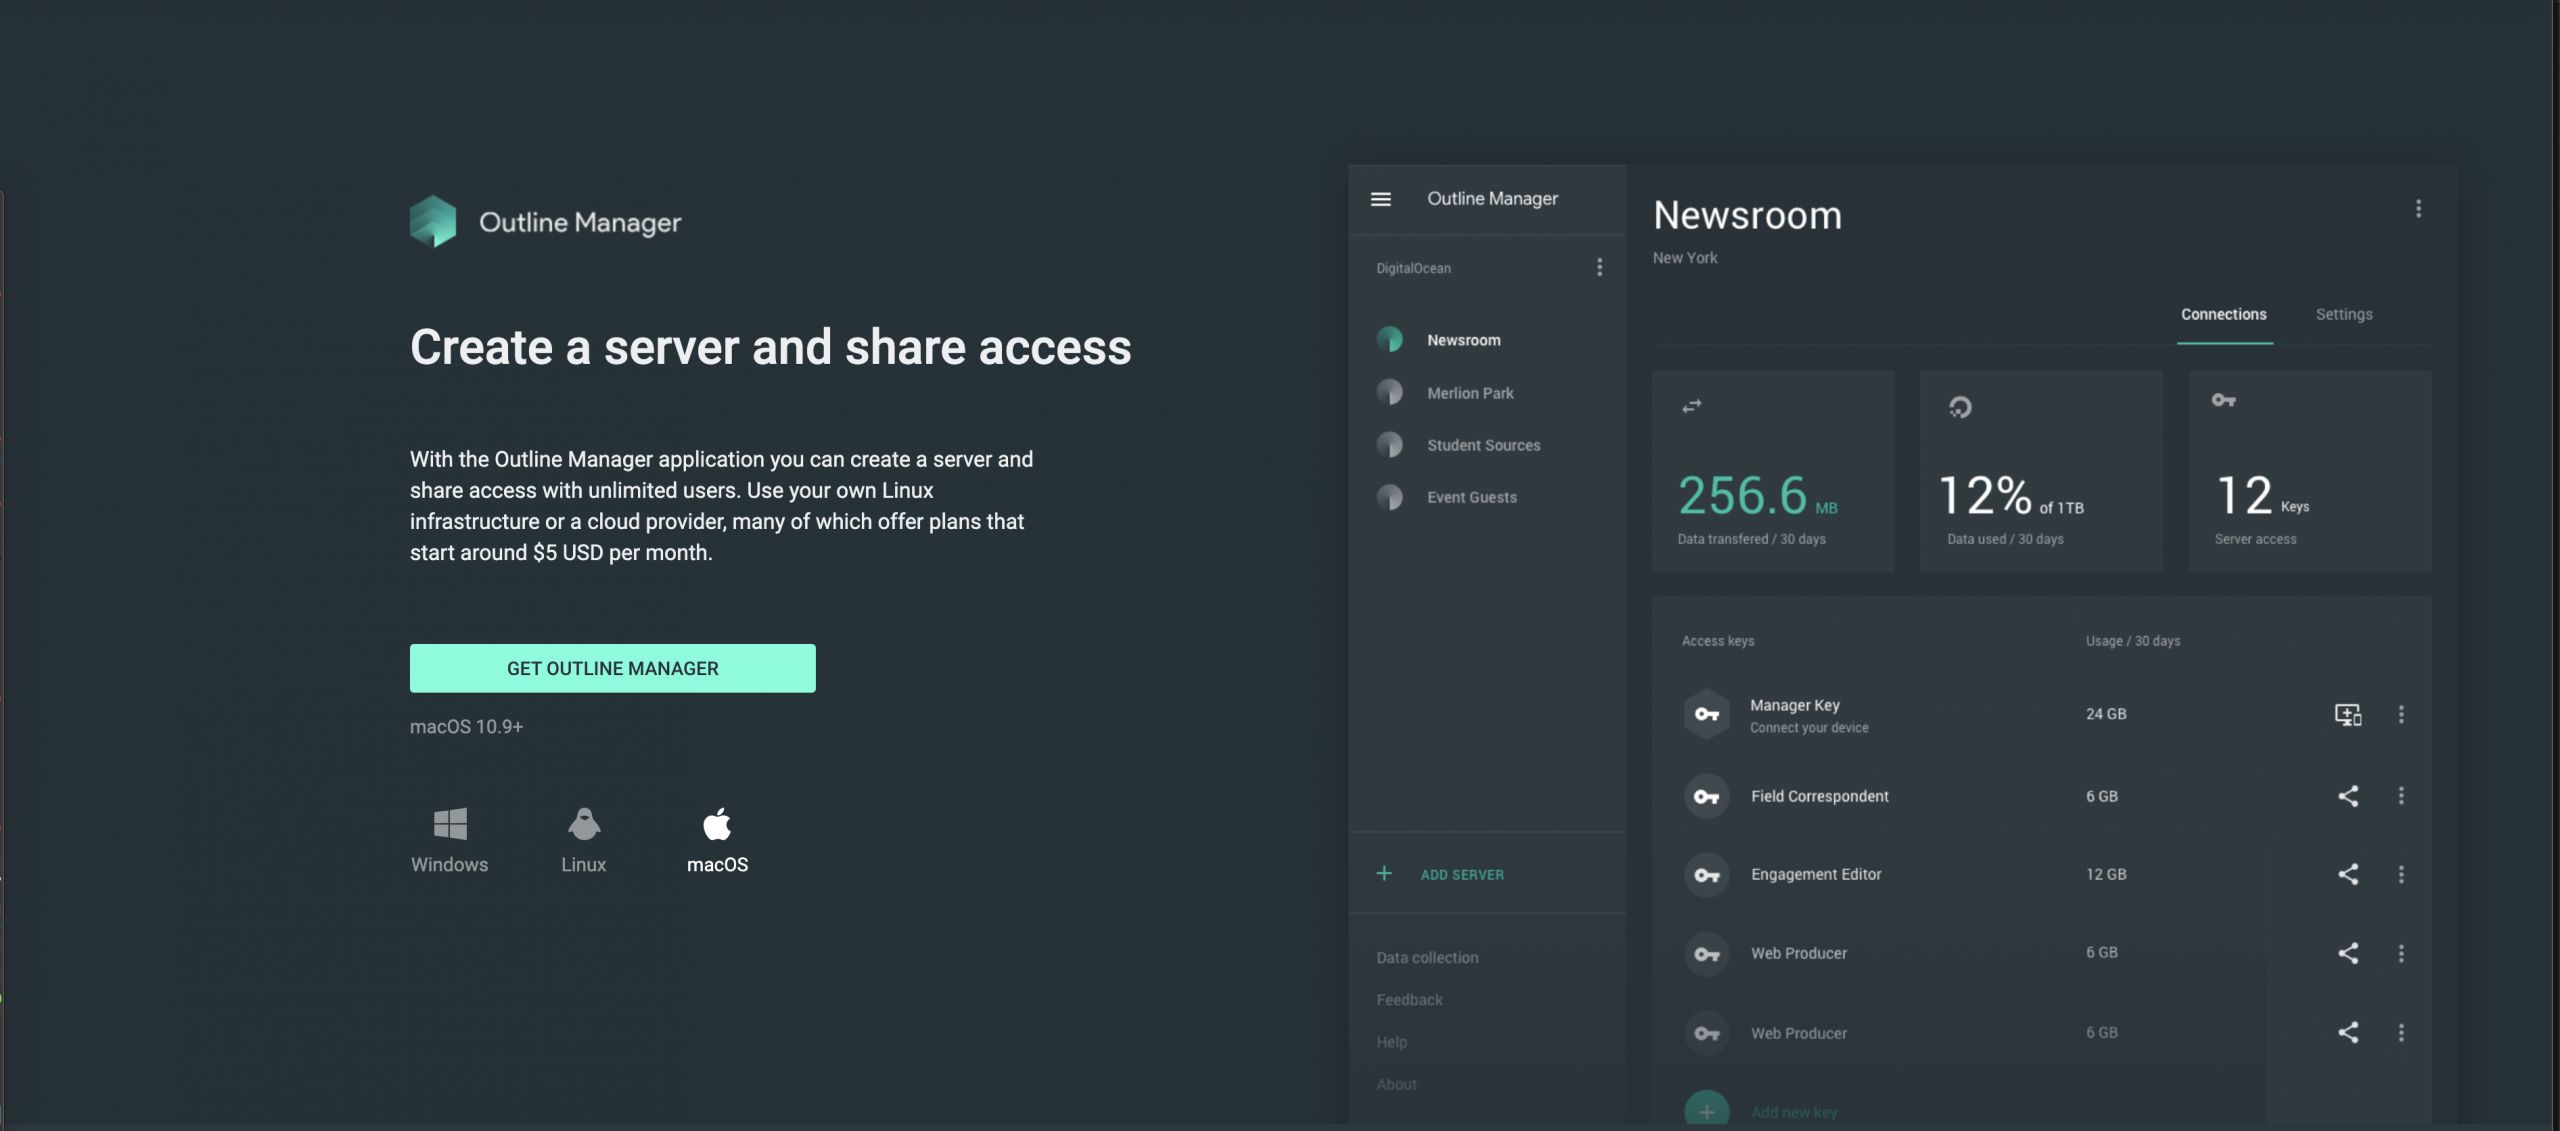 Outline Manager
Create a server and share access
With the Outline Manager application you can create a server and
share access with unlimited users. Use your own Linux
infrastructure or a cloud provider, many of which offer plans that
start around $5 USD per month.
GET OUTLINE MANAGER
macOS 10.9+
Windows
Linux
macOS
Outline Manager
DigitalOcean
Newsroom
Merlion Park
Student Sources
Event Guests
ADD SERVER
Data collection
Feedback
Help
About
Newsroom
New York
Connections
Settings
256.6 MB
Data transfered / 30 days
12% of 1TB
Data used / 30 days
12 Keys
Server access
Access keys
Usage / 30 days
Manager Key
Connect your device
24 GB
Field Correspondent
6 GB
Engagement Editor
12 GB
Web Producer
6 GB
Web Producer
6 GB
Add new key